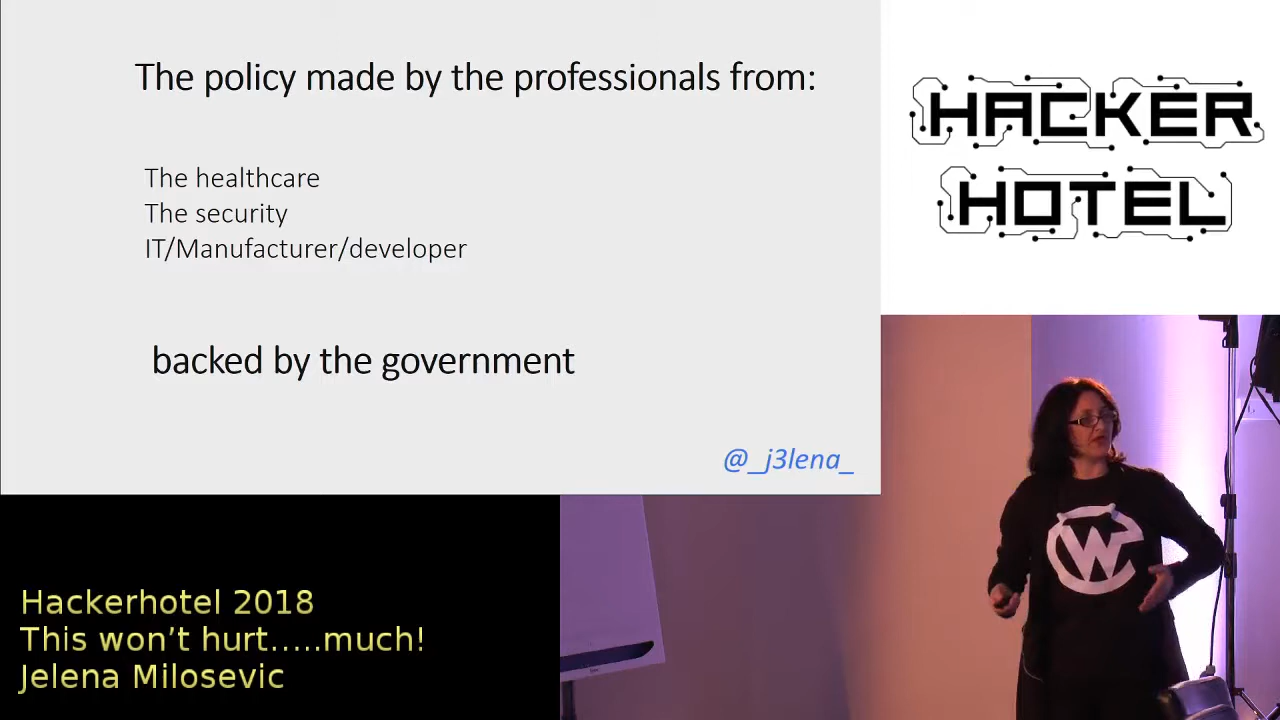 The policy made by the professionals from:
The healthcare
The security
IT/Manufacturer/developer
backed by the government
@_j3lena_
HACKER
HOTEL
W
Hackerhotel 2018
This won't hurt.....much!
Jelena Milosevic